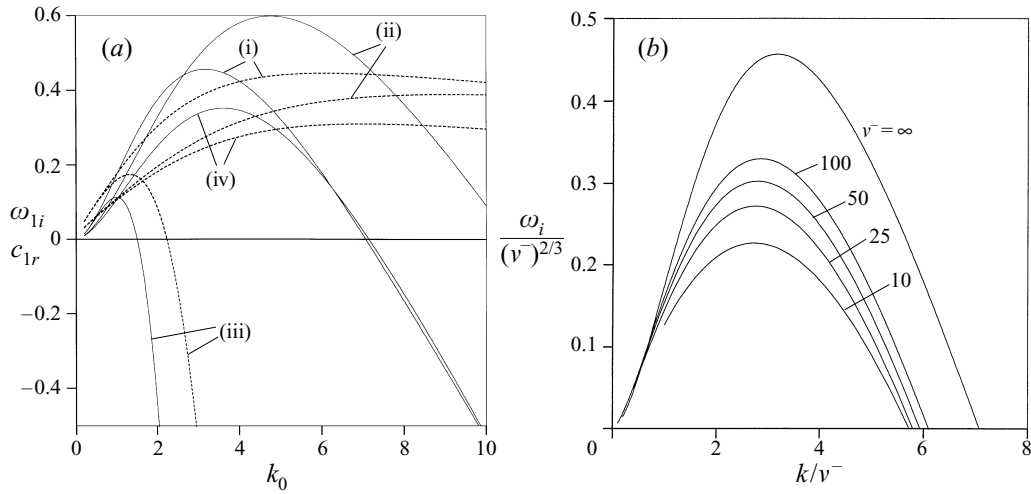 (a)
0.6
0.4
0.2
0
−0.2
−0.4
ω1i
c1r
(i)
(ii)
(iv)
(iii)
0
2
4
6
8
10
k0
(b)
0.5
0.4
0.3
0.2
0.1
ωi
(v−)2/3
v− = ∞
100
50
25
10
0
2
4
6
8
k/v−